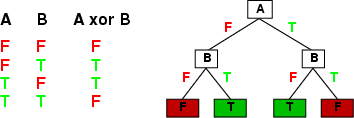 A B A xor B
F F F
F T T
T F T
T T F
A
F T
B B
F T F T
F T T F